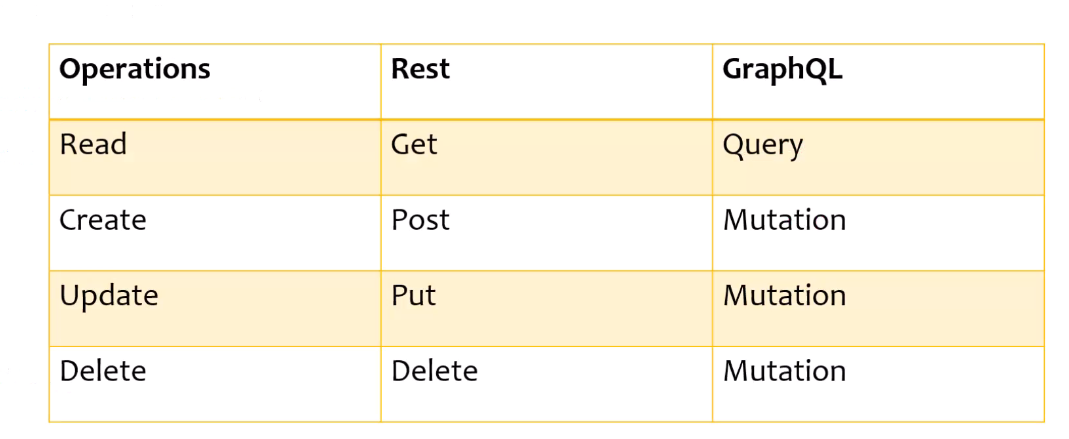 Operations Rest GraphQL
Read Get Query
Create Post Mutation
Update Put Mutation
Delete Delete Mutation